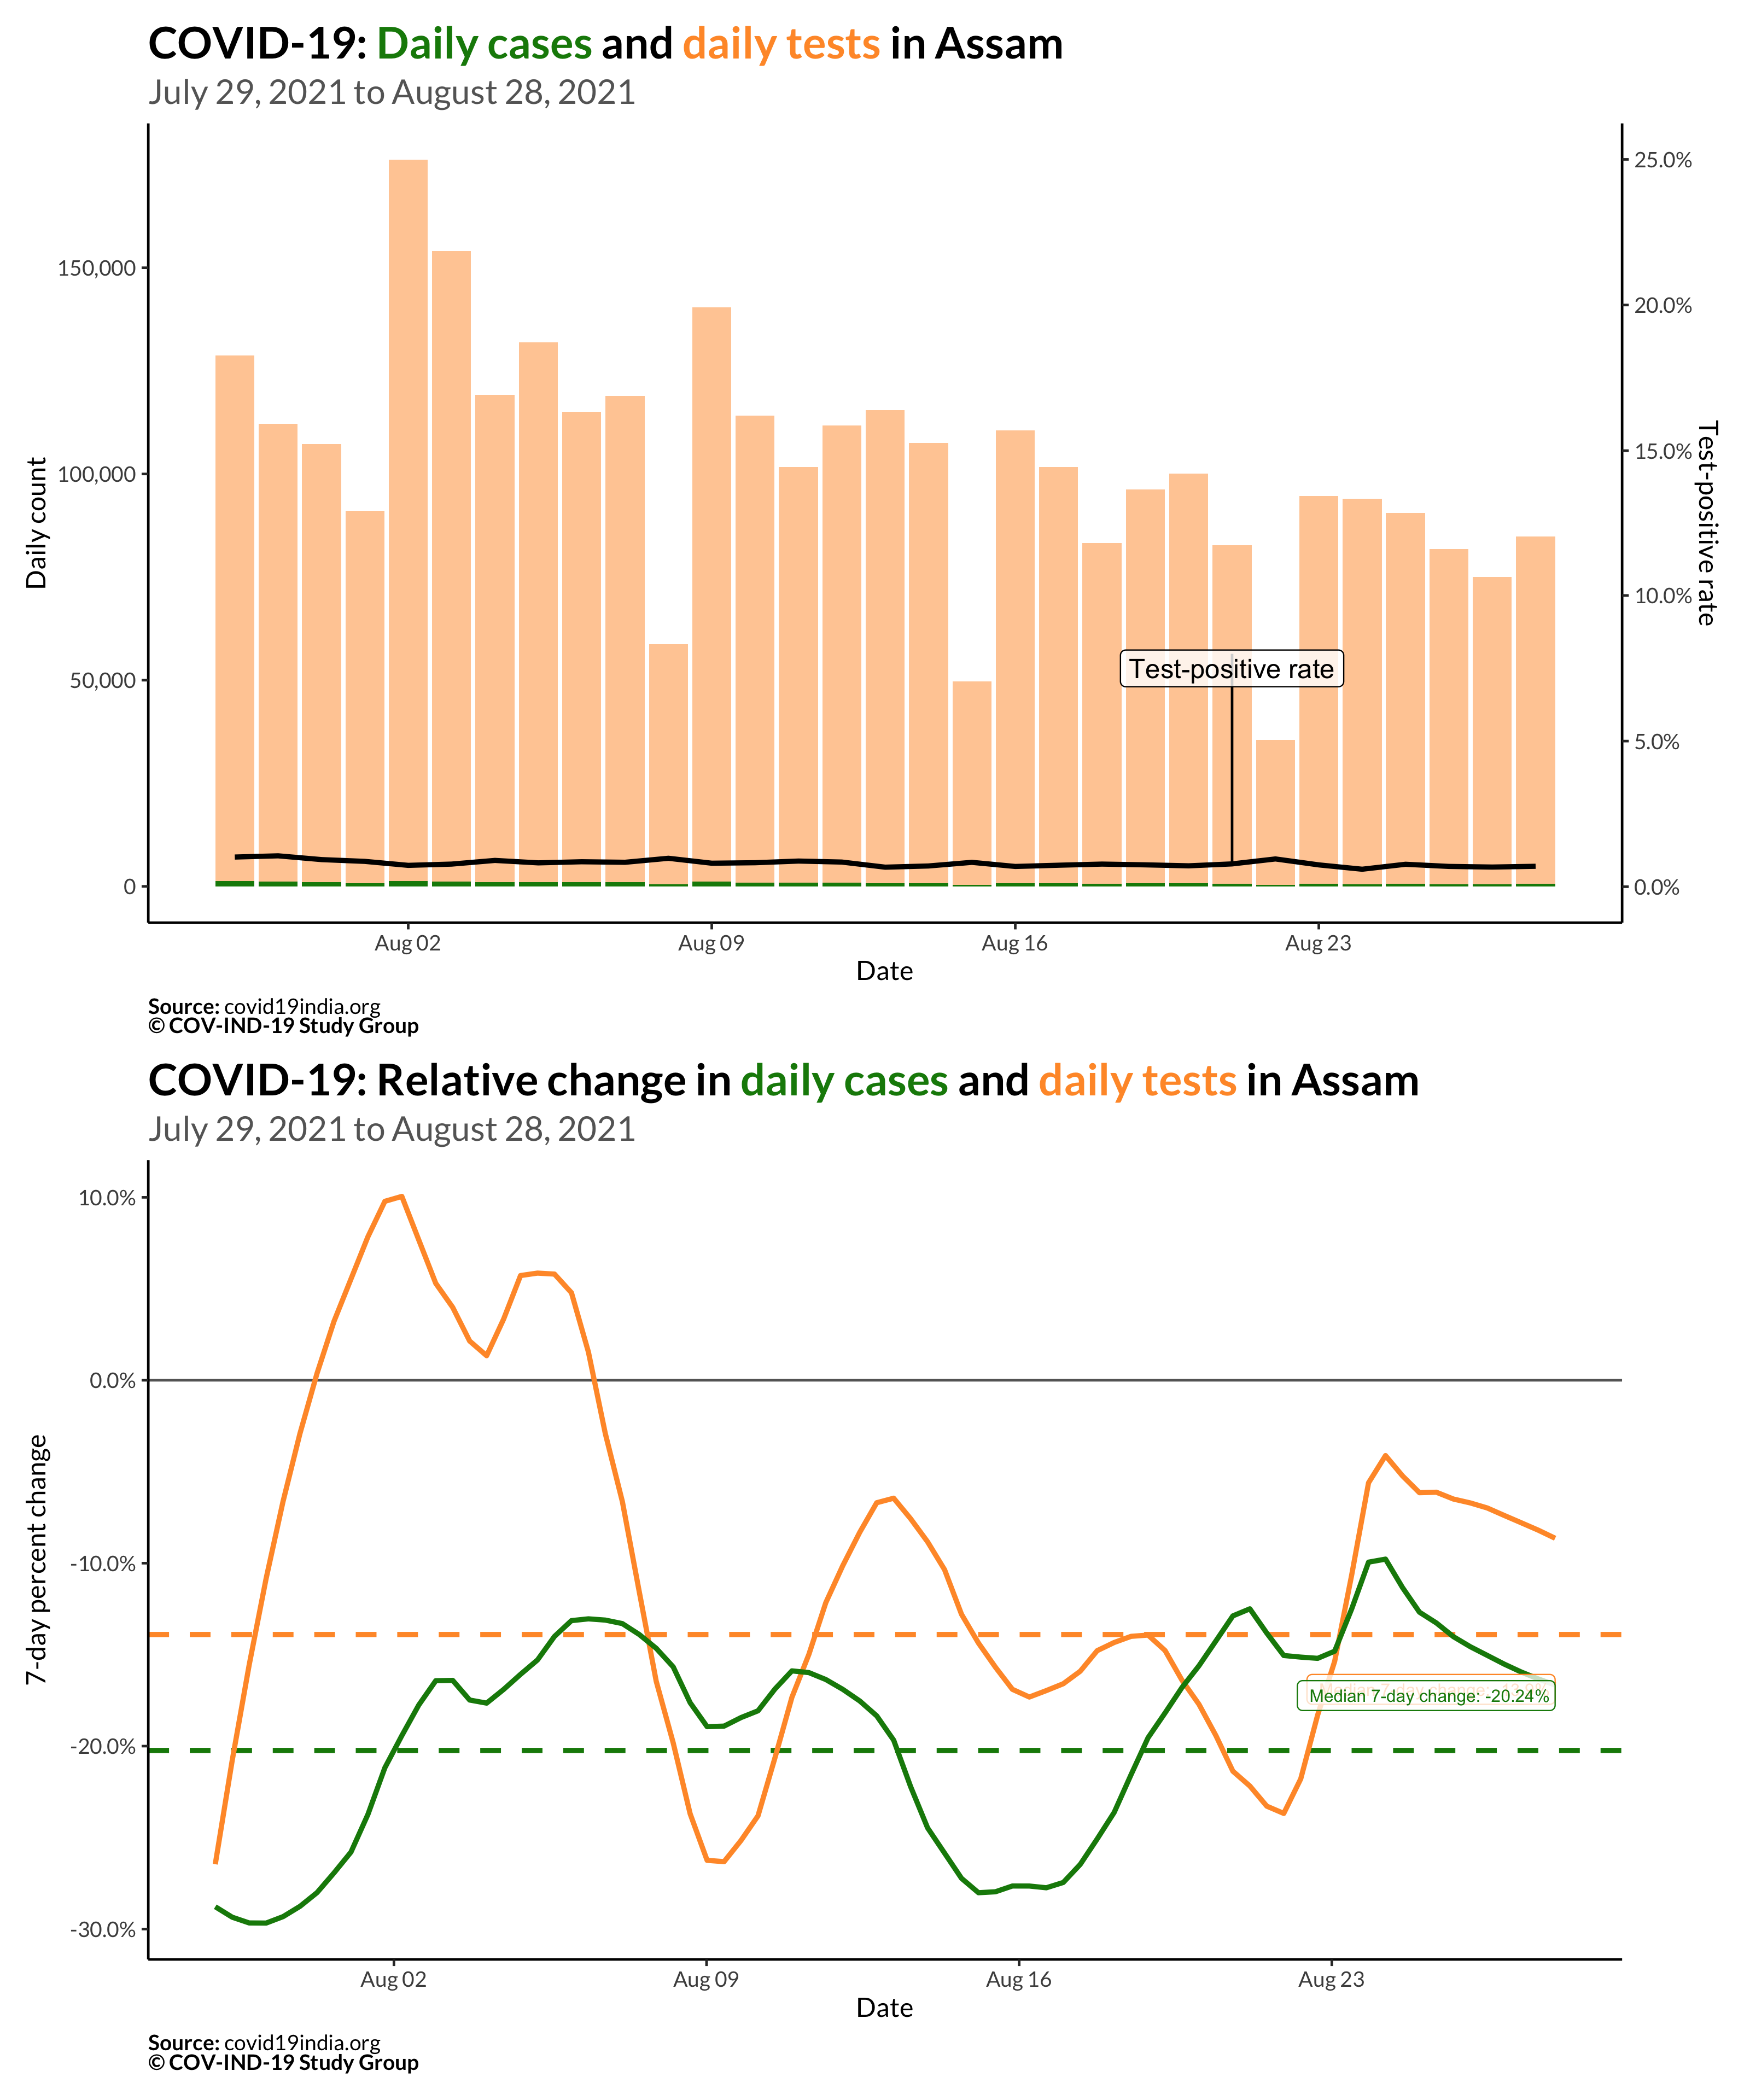 COVID-19: Daily cases and daily tests in Assam
July 29, 2021 to August 28, 2021
Daily count
150,000
100,000
50,000
0
25.0%
20.0%
15.0%
10.0%
5.0%
0.0%
Test-positive rate
Test-positive rate
Aug 02
Aug 09
Aug 16
Aug 23
Date
Source: covid19india.org
© COV-IND-19 Study Group
COVID-19: Relative change in daily cases and daily tests in Assam
July 29, 2021 to August 28, 2021
7-day percent change
10.0%
0.0%
-10.0%
-20.0%
-30.0%
Median 7-day change: -20.24%
Aug 02
Aug 09
Aug 16
Aug 23
Date
Source: covid19india.org
© COV-IND-19 Study Group